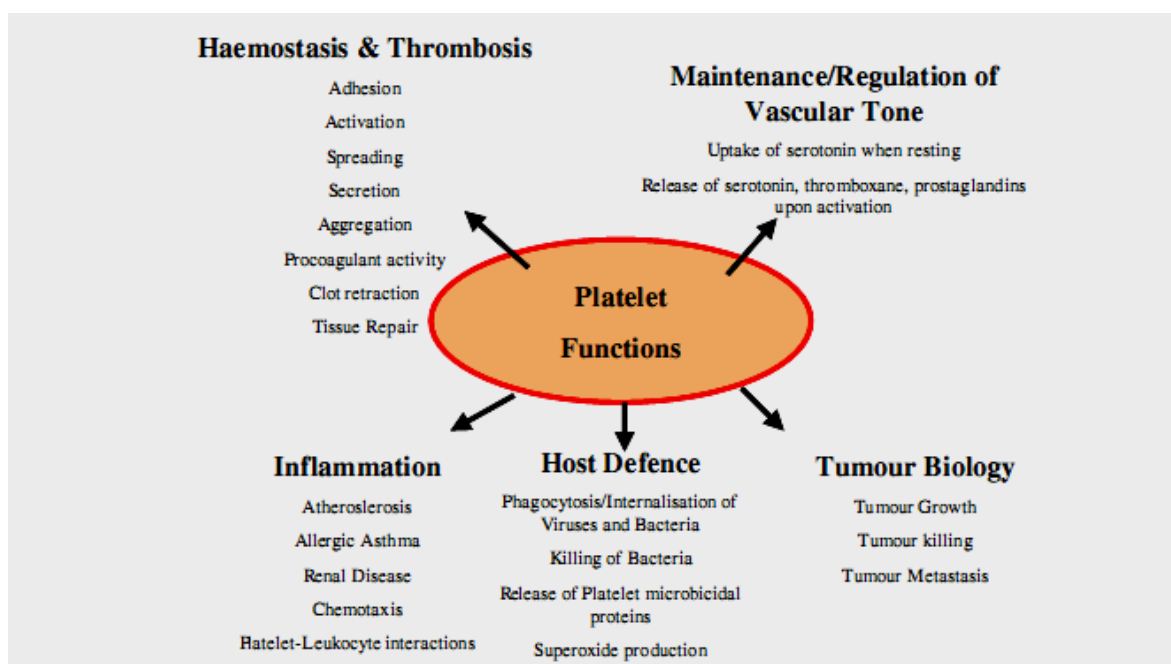 Haemostasis & Thrombosis
Adhesion
Activation
Spreading
Secretion
Aggregation
Procoagulant activity
Clot retraction
Tissue Repair
Maintenance/Regulation of
Vascular Tone
Uptake of serotonin when resting
Release of serotonin, thromboxane, prostaglandins
upon activation
Platelet
Functions
Inflammation
Atheroslerosis
Allergic Asthma
Renal Disease
Chemotaxis
Platelet-Leukocyte interactions
Host Defence
Phagocytosis/Internalisation of
Viruses and Bacteria
Killing of Bacteria
Release of Platelet microbicidal
proteins
Superoxide production
Tumour Biology
Tumour Growth
Tumour killing
Tumour Metastasis